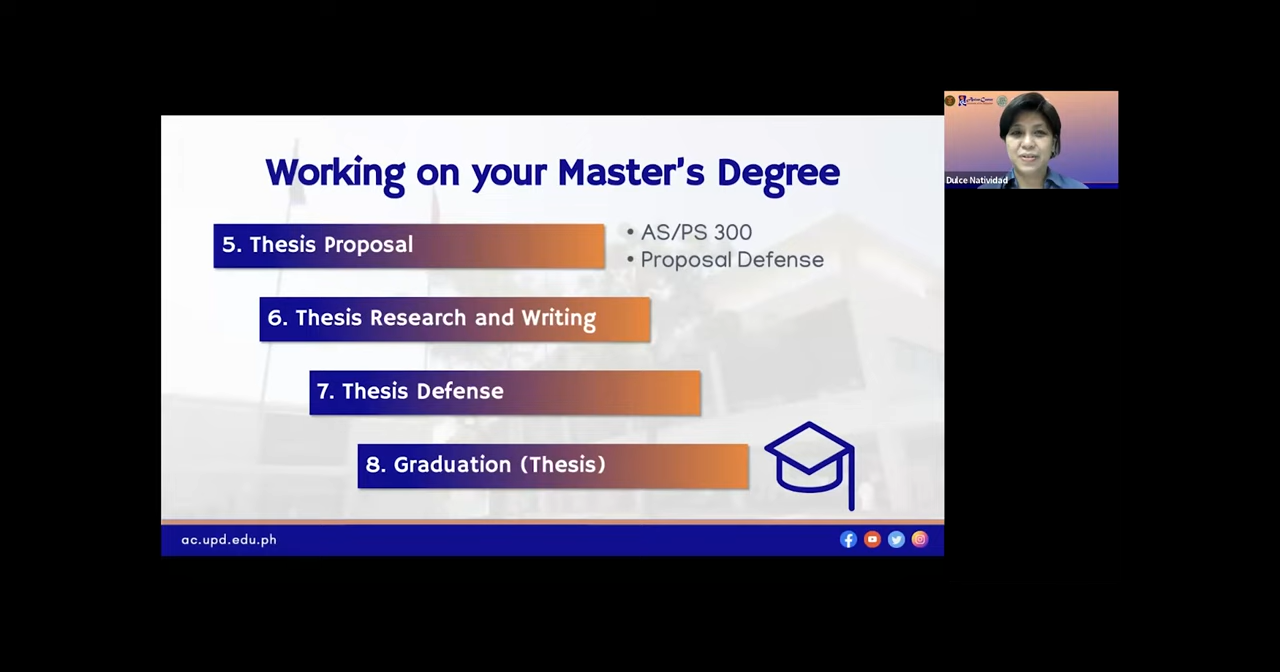 Working on your Master's Degree
5. Thesis Proposal
• AS/PS 300
• Proposal Defense
6. Thesis Research and Writing
7. Thesis Defense
8. Graduation (Thesis)
ac.upd.edu.ph
Dulce Natividad